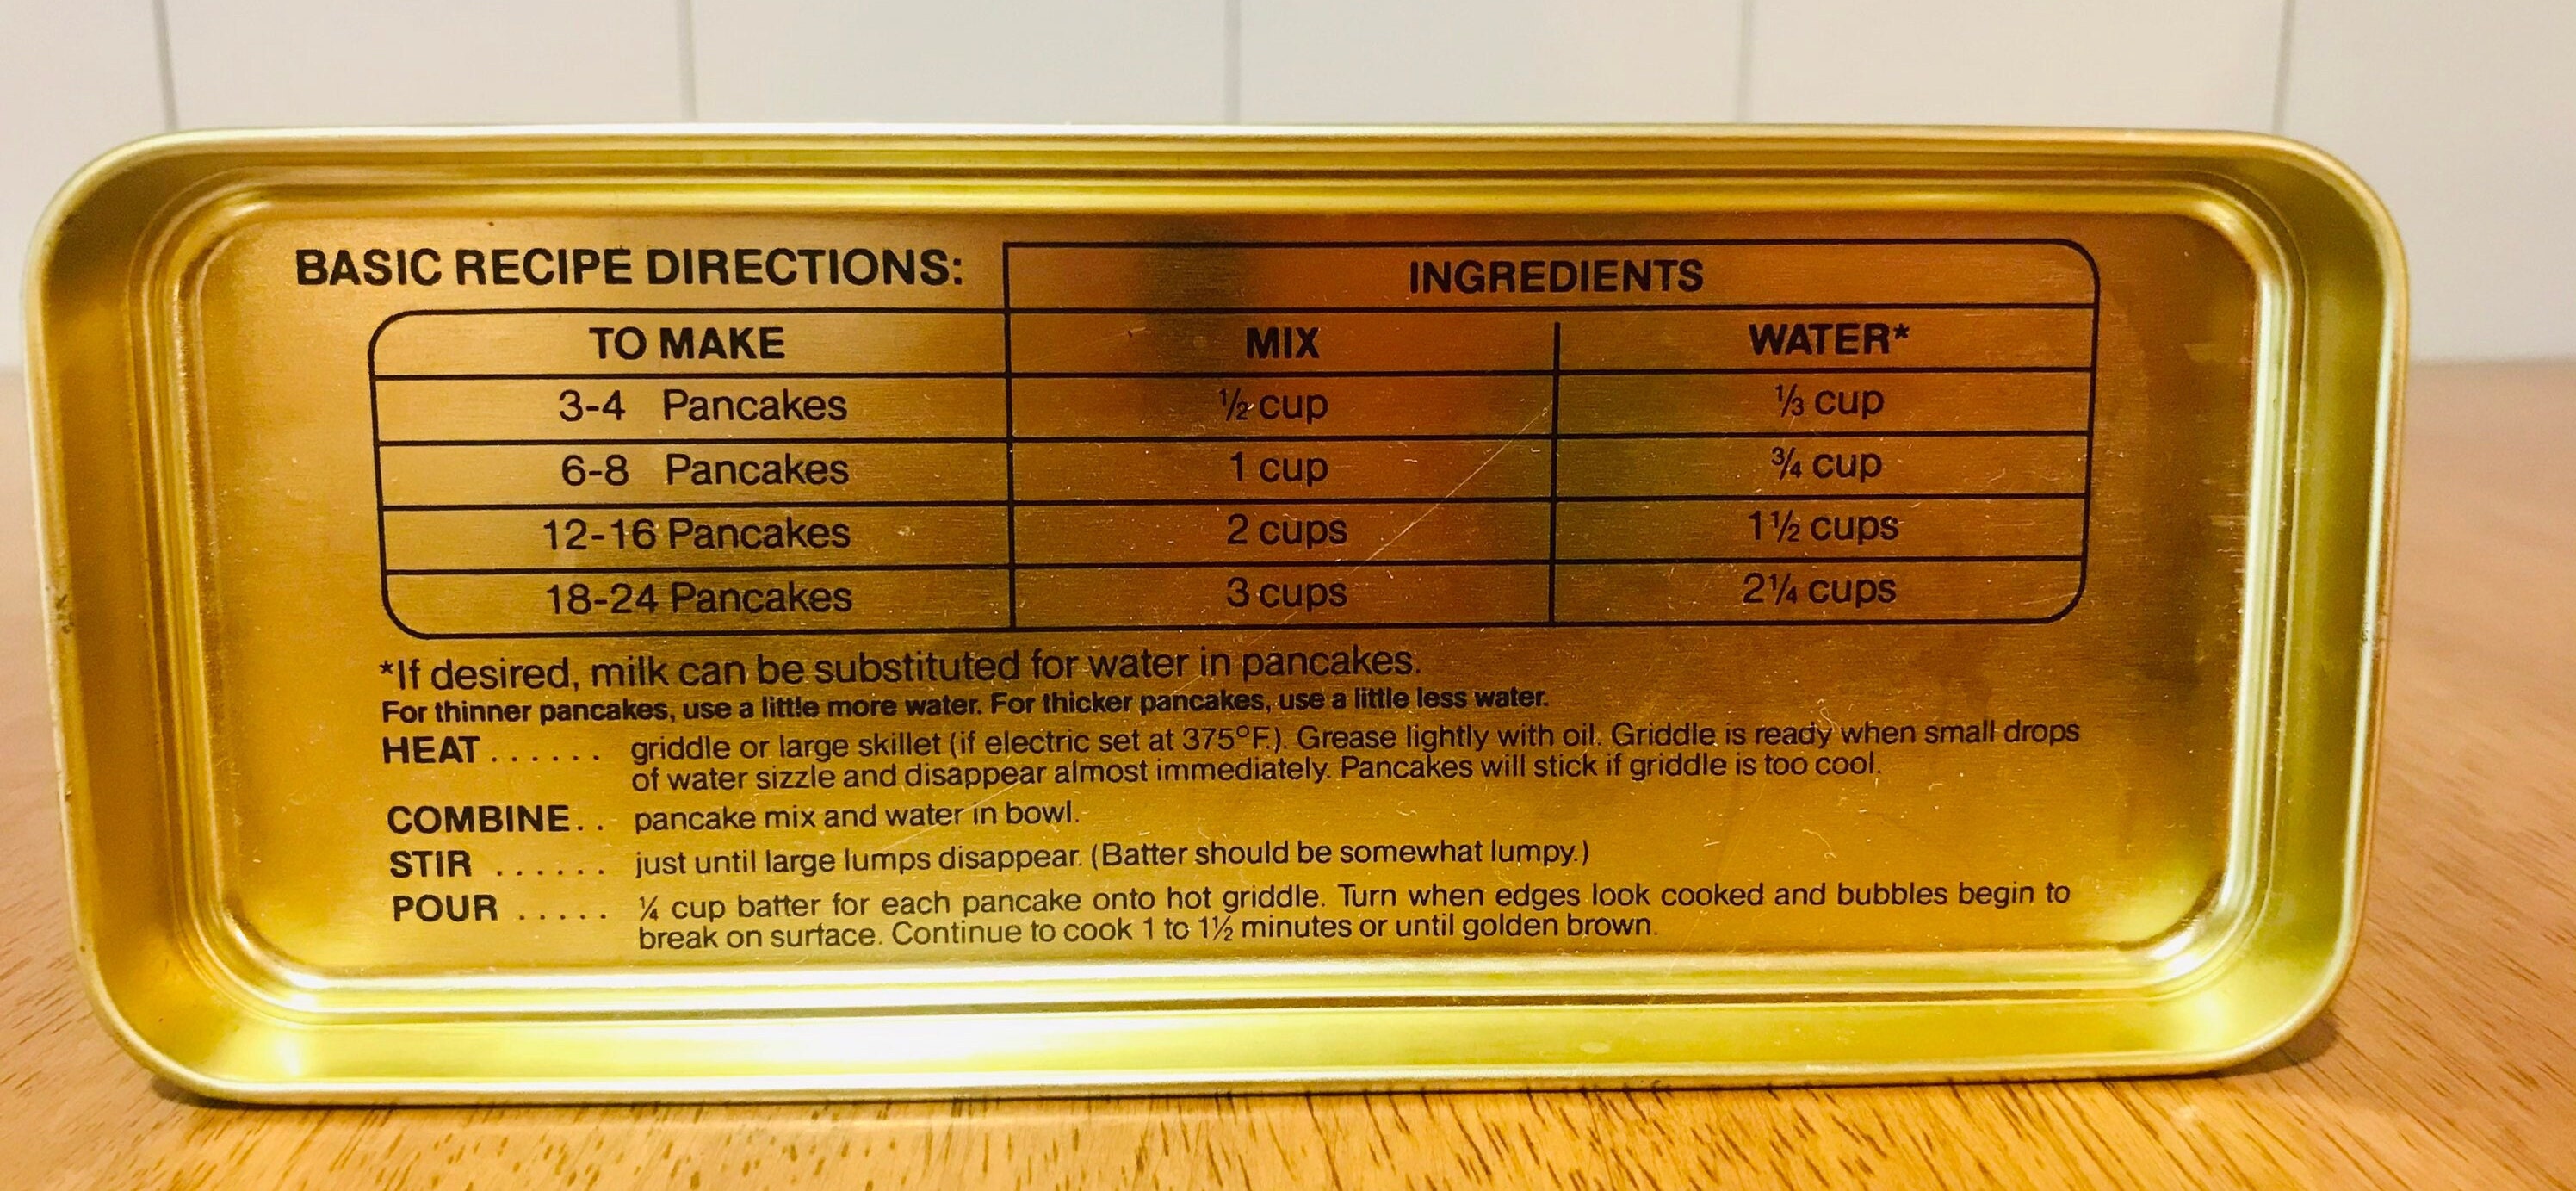 BASIC RECIPE DIRECTIONS:
INGREDIENTS
TO MAKE MIX WATER*
3-4 Pancakes ½ cup ⅓ cup
6-8 Pancakes 1 cup ¾ cup
12-16 Pancakes 2 cups 1½ cups
18-24 Pancakes 3 cups 2¼ cups
*If desired, milk can be substituted for water in pancakes.
For thinner pancakes, use a little more water. For thicker pancakes, use a little less water.
HEAT ...... griddle or large skillet (if electric set at 375°F.). Grease lightly with oil. Griddle is ready when small drops
of water sizzle and disappear almost immediately. Pancakes will stick if griddle is too cool.
COMBINE.. pancake mix and water in bowl.
STIR ...... just until large lumps disappear. (Batter should be somewhat lumpy.)
POUR ..... ¼ cup batter for each pancake onto hot griddle. Turn when edges look cooked and bubbles begin to
break on surface. Continue to cook 1 to 1½ minutes or until golden brown.